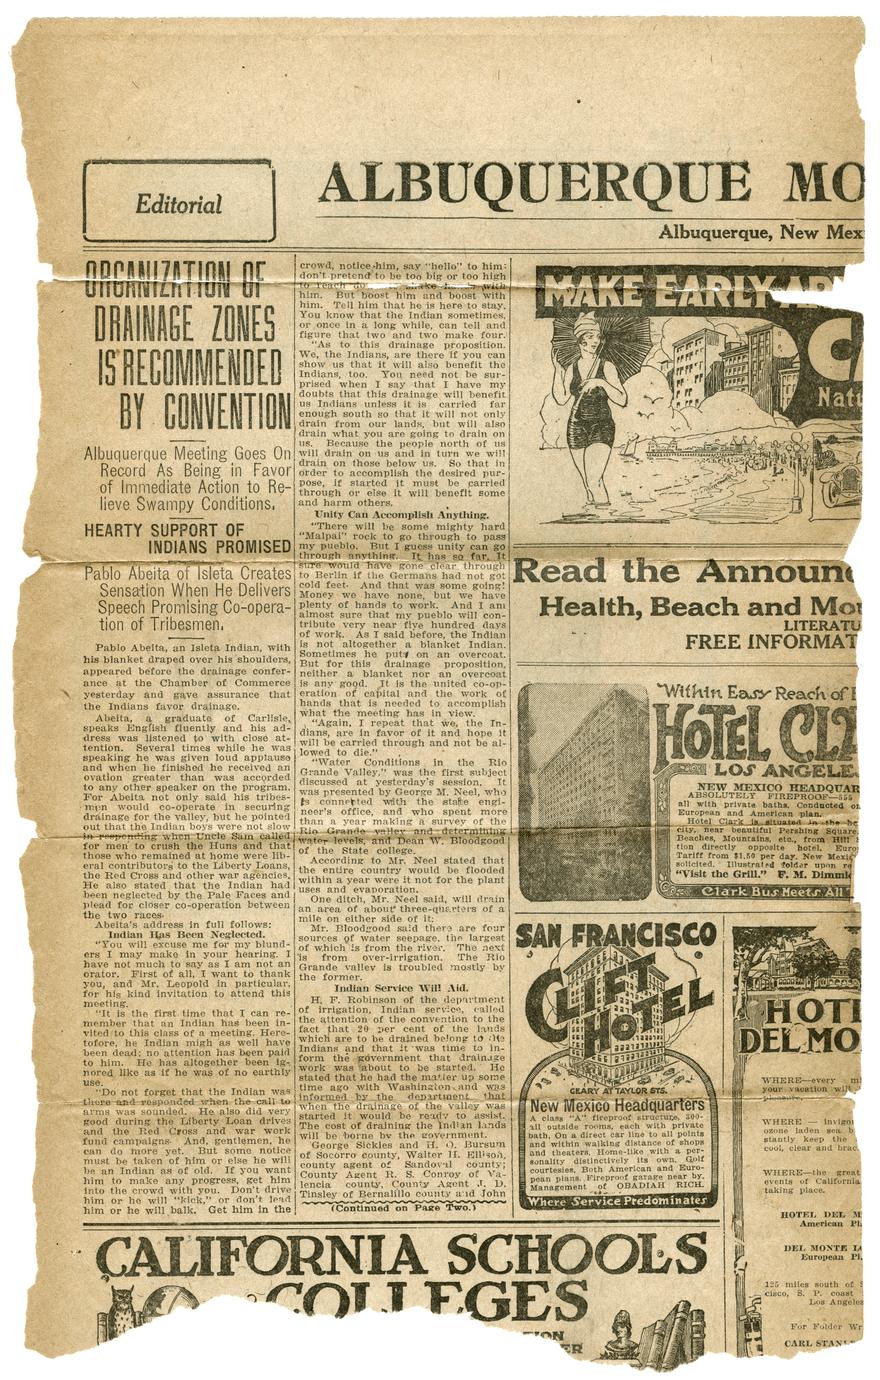 Editorial
ALBUQUERQUE MO
Albuquerque, New Mex
ORGANIZATION OF
DRAINAGE ZONES
IS RECOMMENDED
BY CONVENTION
Albuquerque Meeting Goes On
Record As Being in Favor
of Immediate Action to Re-
lieve Swampy Conditions.
HEARTY SUPPORT OF
INDIANS PROMISED
Pablo Abeita of Isleta Creates
Sensation When He Delivers
Speech Promising Co-opera-
tion of Tribesmen.
Pablo Abeita, an Isleta Indian, with
his blanket draped over his shoulders,
appeared before the drainage confer-
ence at the Chamber of Commerce
yesterday and gave assurance that
the Indians favor drainage.
Abeita, a graduate of Carlisle,
speaks English fluently and his ad-
dress was listened to with close at-
tention. Several times while he was
speaking he was given loud applause
and when he finished he received an
ovation greater than was accorded
to any other speaker on the program.
For Abeita not only said his tribes-
men would co-operate in securing
drainage for the valley, but he pointed
out that the Indian boys were not slow
in responding when Uncle Sam called
for men to crush the Huns and that
those who remained at home were lib-
eral contributors to the Liberty Loans,
the Red Cross and other war agencies.
He also stated that the Indian had
been neglected by the Pale Faces and
plead for closer co-operation between
the two races.
Abeita's address in full follows:
Indian Has Been Neglected.
"You will excuse me for my blund-
ers I may make in your hearing. I
have not much to say as I am not an
orator. First of all, I want to thank
you, and Mr. Leopold in particular,
for his kind invitation to attend this
meeting.
"It is the first time that I can re-
member that an Indian has been in-
vited to this class of a meeting. Here-
tofore, he Indian migh as well have
been dead: no attention has been paid
to him. He has altogether been ig-
nored like as if he was of no earthly
use.
"Do not forget that the Indian was
there and responded when the call to
arms was sounded. He also did very
good during the Liberty Loan drives
and the Red Cross and war work
fund campaigns. And, gentlemen, he
can do more yet. But some notice
must be taken of him or else he will
be an Indian as of old. If you want
him to make any progress, get him
into the crowd with you. Don't drive
him or he will "kick," or don't lead
him or he will balk. Get him in the
crowd, notice him, say "hello" to him:
don't pretend to be too big or too high
to reach with
him. But boost him and boost with
him. Tell him that he is here to stay.
You know that the Indian sometimes,
or once in a long while, can tell and
figure that two and two make four.
"As to this drainage proposition.
We, the Indians, are there if you can
show us that it will also benefit the
Indians, too. You need not be sur-
prised when I say that I have my
doubts that this drainage will benefit
us Indians unless it is carried far
enough south so that it will not only
drain from our lands, but will also
drain what you are going to drain on
us. Because the people north of us
will drain on us and in turn we will
drain on those below us. So that in
order to accomplish the desired pur-
pose, if started it must be carried
through or else it will benefit some
and harm others.
Unity Can Accomplish Anything.
"There will be some mighty hard
"Malpai" rock to go through to pass
my pueblo. But I guess unity can go
through anything. It has so far. It
sure would have gone clear through
to Berlin if the Germans had not got
cold feet. And that was some going!
Money we have none, but we have
plenty of hands to work. And I am
almost sure that my pueblo will con-
tribute very near five hundred days
of work. As I said before, the Indian
is not altogether a blanket Indian.
Sometimes he puts on an overcoat.
But for this drainage proposition,
neither a blanket nor an overcoat
is any good. It is the united co-op-
eration of capital and the work of
hands that is needed to accomplish
what the meeting has in view.
"Again, I repeat that we, the In-
dians, are in favor of it and hope it
will be carried through and not be al-
lowed to die."
"Water Conditions in the Rio
Grande Valley," was the first subject
discussed at yesterday's session. It
was presented by George M. Neel, who
is connected with the state engi-
neer's office, and who spent more
than a year making a survey of the
Rio Grande valley and determining
water levels, and Dean W. Bloodgood
of the State college.
According to Mr. Neel stated that
the entire country would be flooded
within a year were it not for the plant
uses and evaporation.
One ditch, Mr. Neel said, will drain
an area of about three-quarters of a
mile on either side of it.
Mr. Bloodgood said there are four
sources of water seepage, the largest
of which is from the river. The next
is from over-irrigation. The Rio
Grande valley is troubled mostly by
the former.
Indian Service Will Aid.
H. F. Robinson of the department
of irrigation, Indian service, called
the attention of the convention to the
fact that 20 per cent of the lands
which are to be drained belong to the
Indians and that it was time to in-
form the government that drainage
work was about to be started. He
stated that he had the matter up some
time ago with Washington and was
informed by the department that
when the drainage of the valley was
started it would be ready to assist.
The cost of draining the Indian lands
will be borne by the government.
George Sickles and H. O. Bursum
of Socorro county, Walter H. Ellison,
county agent of Sandoval county;
County Agent R. S. Conroy of Va-
lencia county, County Agent J. D.
Tinsley of Bernalillo county and John
(Continued on Page Two.)
MAKE EARLY
Natu
Read the Announc
Health, Beach and Mo
LITERATU
FREE INFORMAT
Within Easy Reach of
HOTEL CL
LOS ANGELE
NEW MEXICO HEADQUAR
ABSOLUTELY FIREPROOF—555
all with private baths. Conducted on
European and American plan.
Hotel Clark is situated in the he
city, near beautiful Pershing Square.
Beaches, Mountains, etc., from Hill
tion directly opposite hotel. Euro
Tariff from $1.50 per day. New Mexic
solicited. Illustrated folder upon re
"Visit the Grill." F. M. Dimmi
Clark Bus Meets All
SAN FRANCISCO
CLIFT
HOTEL
GEARY AT TAYLOR STS.
New Mexico Headquarters
A class "A" fireproof structure, 300-
all outside rooms, each with private
bath. On a direct car line to all points
and within walking distance of shops
and theaters. Home-like with a per-
sonality distinctively its own. Golf
courtesies. Both American and Euro-
pean plans. Fireproof garage near by.
Management of OBADIAH RICH.
Where Service Predominates
HOTE
DEL MO
WHERE—every mi
your vacation will
WHERE — invigor
ozone laden sea b
stantly keep the
cool, clear and brac
WHERE—the great
events of California
taking place.
HOTEL DEL M
American Pl
DEL MONTE L
European Pl
125 miles south of S
cisco, S. P. coast
Los Angeles
For Folder Wr
CARL STAN
CALIFORNIA SCHOOLS
COLLEGES